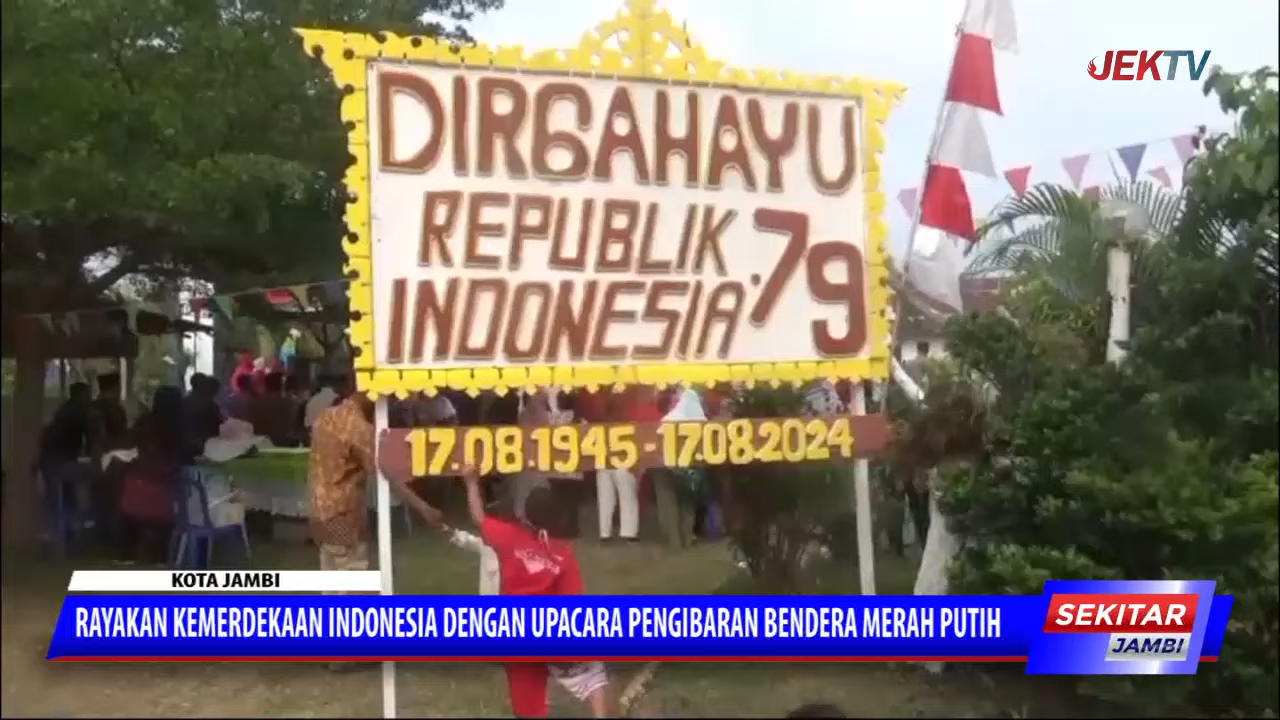 JEKTV
DIRGAHAYU
REPUBLIK
INDONESIA
.79
17.08.1945-17.08.2024
KOTA JAMBI
RAYAKAN KEMERDEKAAN INDONESIA DENGAN UPACARA PENGIBARAN BENDERA MERAH PUTIH
SEKITAR
JAMBI